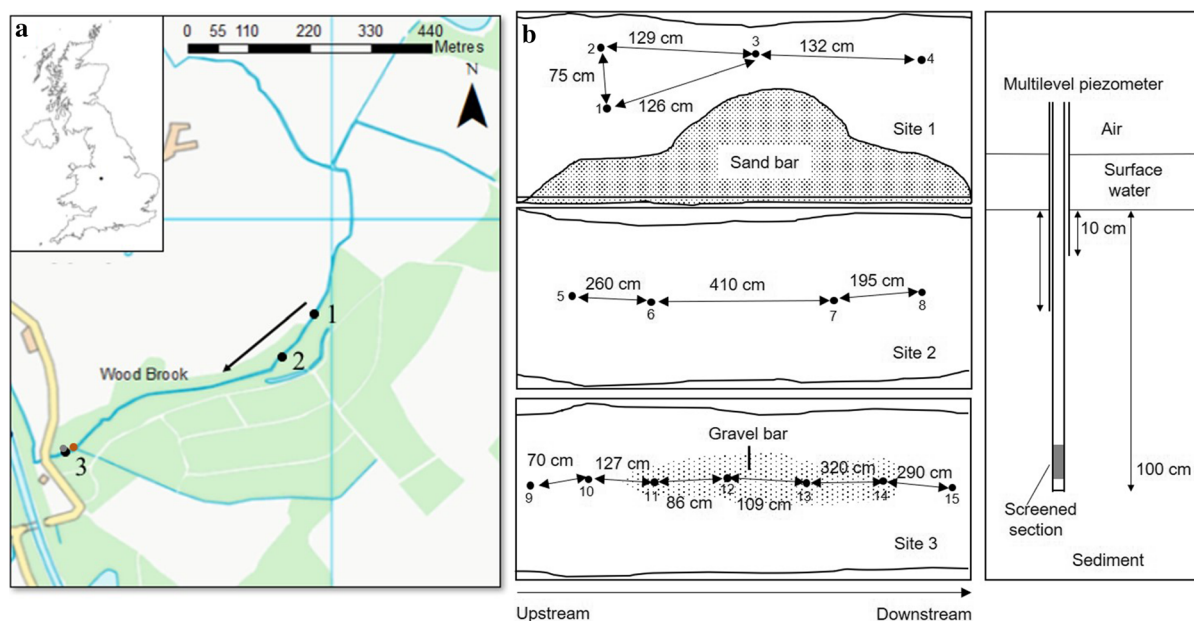 a
0 55 110 220 330 440
Metres
N
1
2
Wood Brook
3
b
129 cm
2
3
132 cm
4
75 cm
1
126 cm
Site 1
Sand bar
260 cm
410 cm
195 cm
5
6
7
8
Site 2
Gravel bar
70 cm
127 cm
320 cm
290 cm
9
10
11
12
13
14
15
86 cm
109 cm
Site 3
Upstream
Downstream
Multilevel piezometer
Air
Surface
water
10 cm
100 cm
Screened
section
Sediment